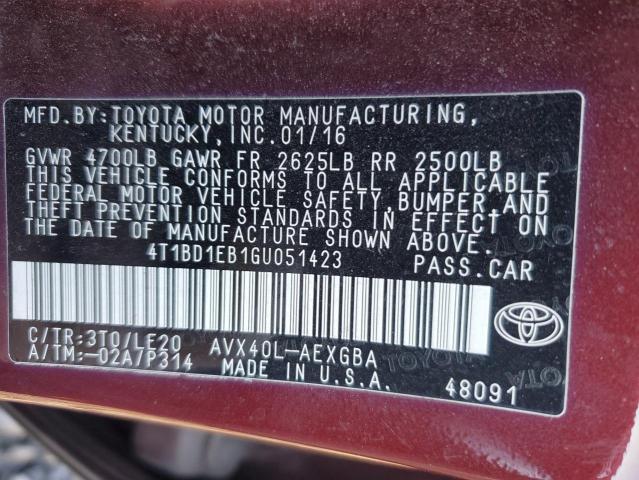 MFD.BY:TOYOTA MOTOR MANUFACTURING,
KENTUCKY,INC.01/16
GVWR 4700LB GAWR FR 2625LB RR 2500LB
THIS VEHICLE CONFORMS TO ALL APPLICABLE
FEDERAL MOTOR VEHICLE SAFETY,BUMPER,AND
THEFT PREVENTION STANDARDS IN EFFECT ON
THE DATE OF MANUFACTURE SHOWN ABOVE.
4T1BD1EB1GU051423 PASS.CAR
C/TR:3T0/LE20 AVX40L-AEXGBA
A/TM:-02A7P314 MADE IN U.S.A.
48091